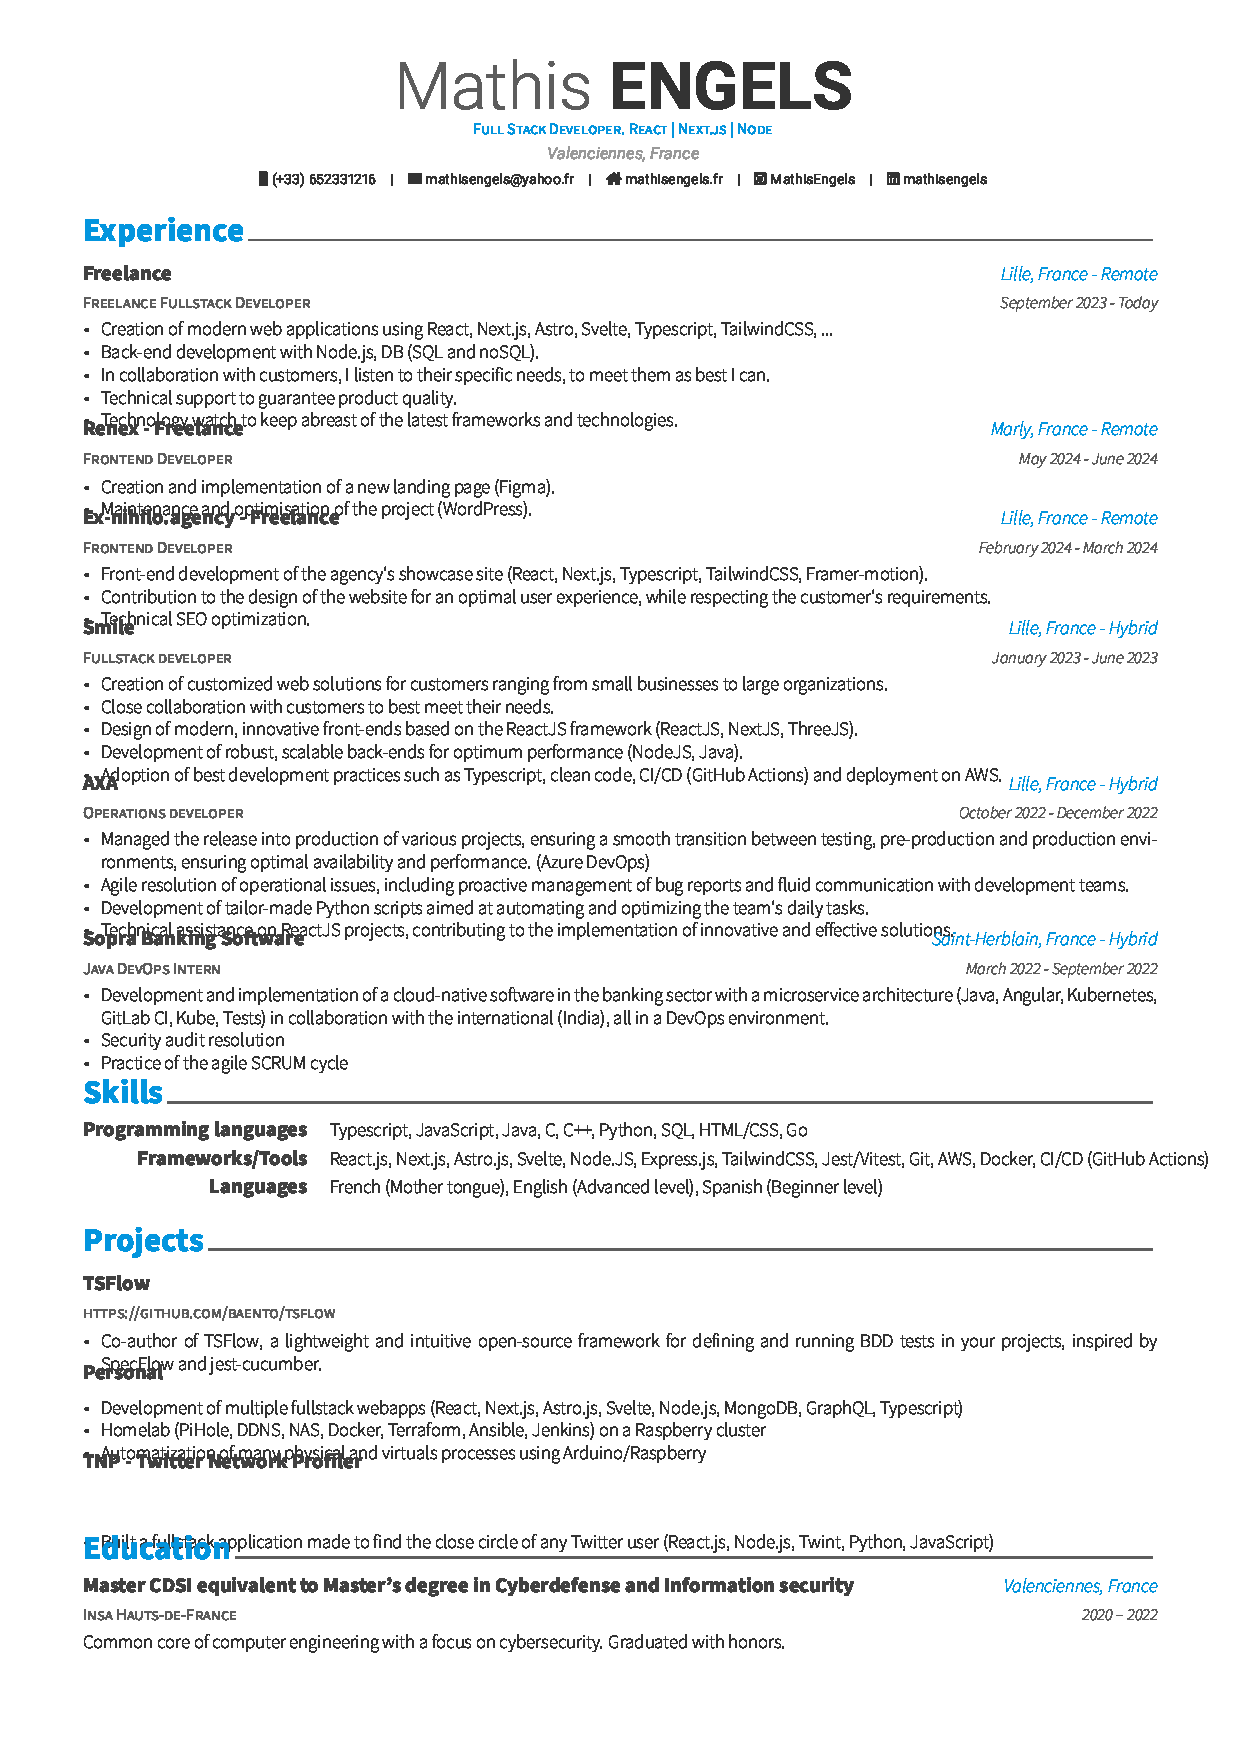 Mathis ENGELS
Full Stack Developer. React | Next.js | Node
Valenciennes, France
(+33) 652331216 | mathisengels@yahoo.fr | mathisengels.fr | MathisEngels | mathisengels
Experience
Freelance Lille, France - Remote
Freelance Fullstack Developer September 2023 - Today
• Creation of modern web applications using React, Next.js, Astro, Svelte, Typescript, TailwindCSS, ...
• Back-end development with Node.js, DB (SQL and noSQL).
• In collaboration with customers, I listen to their specific needs, to meet them as best I can.
• Technical support to guarantee product quality.
• Technology watch to keep abreast of the latest frameworks and technologies.
Renex - Freelance Marly, France - Remote
Frontend Developer May 2024 - June 2024
• Creation and implementation of a new landing page (Figma).
• Maintenance and optimisation of the project (WordPress).
Ex-nihilo.agency - Freelance Lille, France - Remote
Frontend Developer February 2024 - March 2024
• Front-end development of the agency's showcase site (React, Next.js, Typescript, TailwindCSS, Framer-motion).
• Contribution to the design of the website for an optimal user experience, while respecting the customer's requirements.
• Technical SEO optimization.
Smile Lille, France - Hybrid
Fullstack developer January 2023 - June 2023
• Creation of customized web solutions for customers ranging from small businesses to large organizations.
• Close collaboration with customers to best meet their needs.
• Design of modern, innovative front-ends based on the ReactJS framework (ReactJS, NextJS, ThreeJS).
• Development of robust, scalable back-ends for optimum performance (NodeJS, Java).
• Adoption of best development practices such as Typescript, clean code, CI/CD (GitHub Actions) and deployment on AWS.
AXA Lille, France - Hybrid
Operations developer October 2022 - December 2022
• Managed the release into production of various projects, ensuring a smooth transition between testing, pre-production and production envi-
ronments, ensuring optimal availability and performance. (Azure DevOps)
• Agile resolution of operational issues, including proactive management of bug reports and fluid communication with development teams.
• Development of tailor-made Python scripts aimed at automating and optimizing the team's daily tasks.
• Technical assistance on ReactJS projects, contributing to the implementation of innovative and effective solutions.
Sopra Banking Software Saint-Herblain, France - Hybrid
Java DevOps Intern March 2022 - September 2022
• Development and implementation of a cloud-native software in the banking sector with a microservice architecture (Java, Angular, Kubernetes,
GitLab CI, Kube, Tests) in collaboration with the international (India), all in a DevOps environment.
• Security audit resolution
• Practice of the agile SCRUM cycle
Skills
Programming languages Typescript, JavaScript, Java, C, C++, Python, SQL, HTML/CSS, Go
Frameworks/Tools React.js, Next.js, Astro.js, Svelte, Node.JS, Express.js, TailwindCSS, Jest/Vitest, Git, AWS, Docker, CI/CD (GitHub Actions)
Languages French (Mother tongue), English (Advanced level), Spanish (Beginner level)
Projects
TSFlow
https://github.com/baento/tsflow
• Co-author of TSFlow, a lightweight and intuitive open-source framework for defining and running BDD tests in your projects, inspired by
SpecFlow and jest-cucumber.
Personal
• Development of multiple fullstack webapps (React, Next.js, Astro.js, Svelte, Node.js, MongoDB, GraphQL, Typescript)
• Homelab (PiHole, DDNS, NAS, Docker, Terraform, Ansible, Jenkins) on a Raspberry cluster
• Automatization of many physical and virtuals processes using Arduino/Raspberry
TNP - Twitter Network Profiler
• Built a fullstack application made to find the close circle of any Twitter user (React.js, Node.js, Twint, Python, JavaScript)
Education
Master CDSI equivalent to Master's degree in Cyberdefense and Information security Valenciennes, France
Insa Hauts-de-France 2020 – 2022
Common core of computer engineering with a focus on cybersecurity. Graduated with honors.